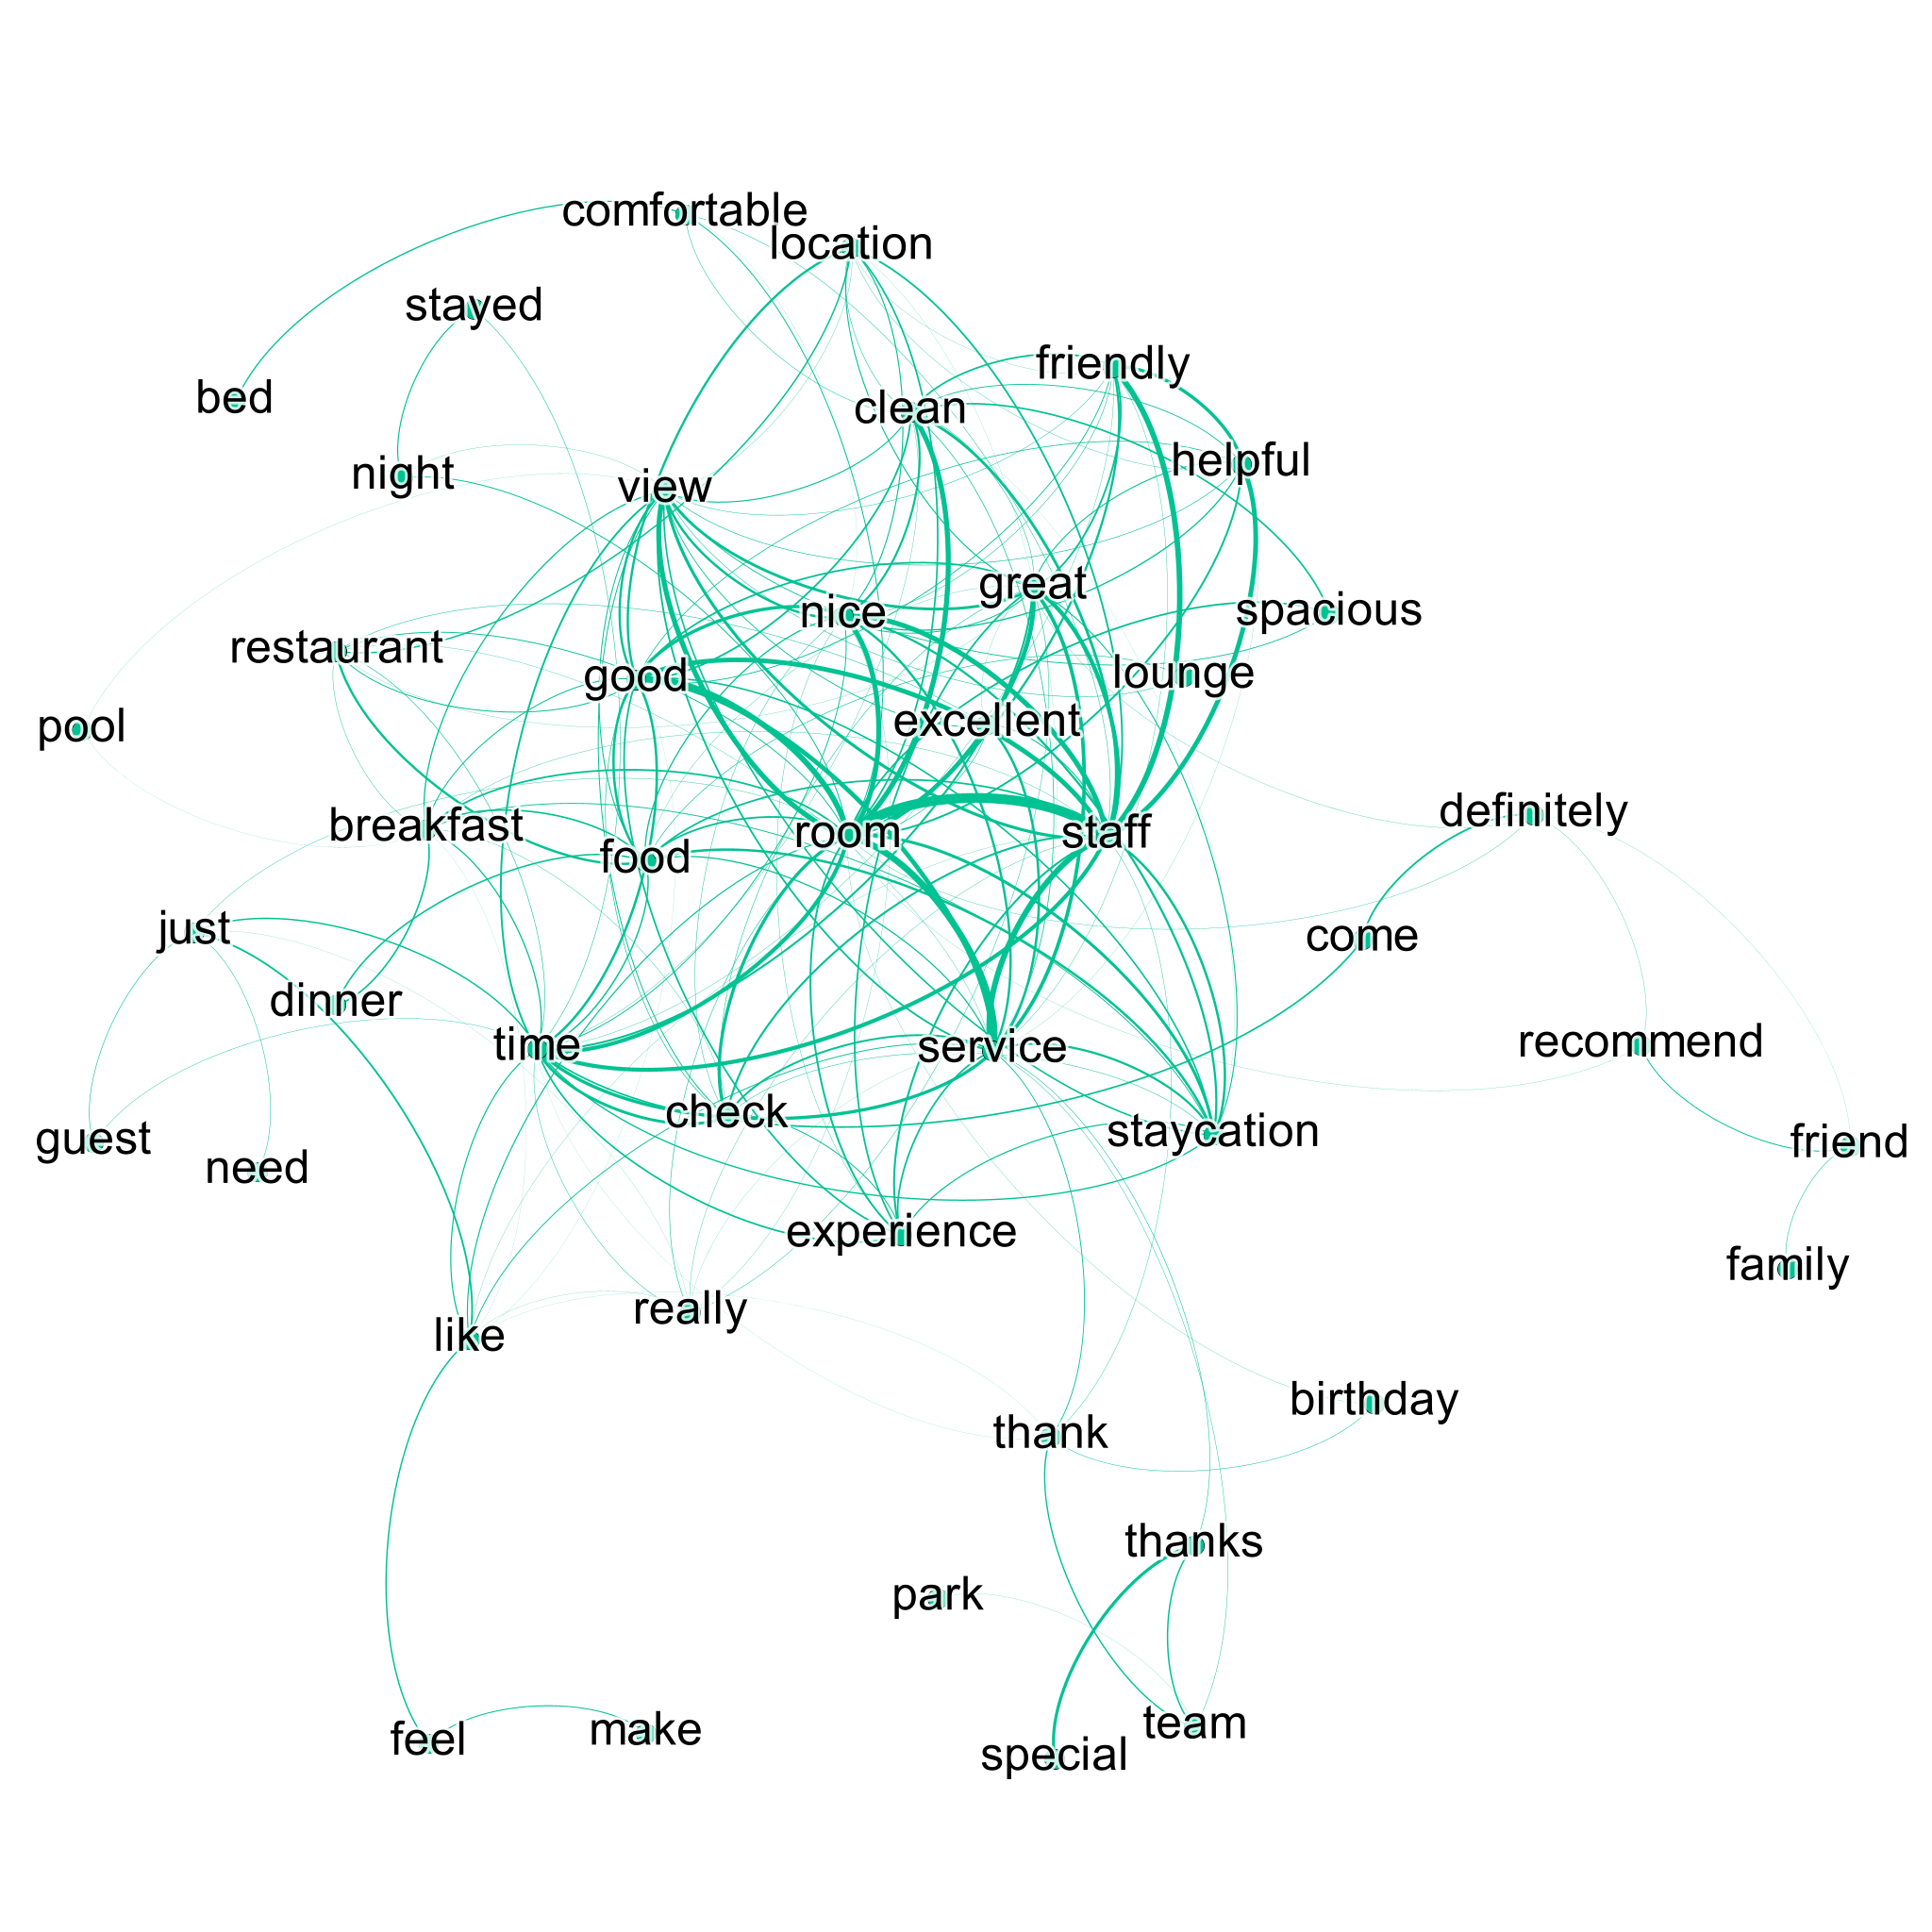 comfortable
location
stayed
friendly
bed
clean
night
helpful
view
great
nice
spacious
restaurant
good
lounge
pool
excellent
definitely
breakfast
room
staff
food
just
come
dinner
time
service
recommend
check
guest
staycation
friend
need
experience
family
really
like
birthday
thank
thanks
park
team
make
feel
special